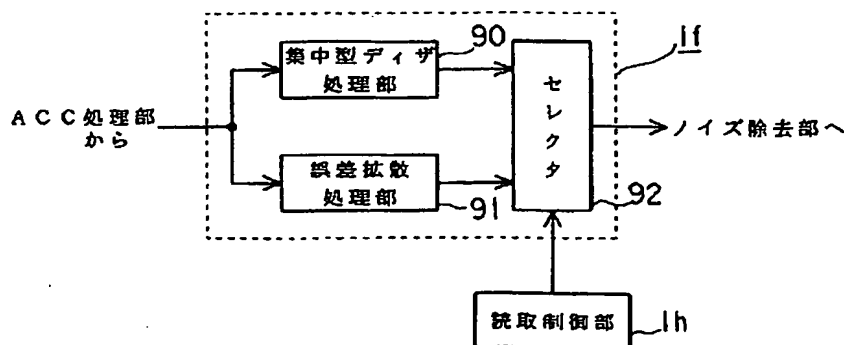 集中型ディザ
処理部
90
1f
ACC処理部
から
セレクタ
ノイズ除去部へ
誤差拡散
処理部
91
92
読取制御部
1h